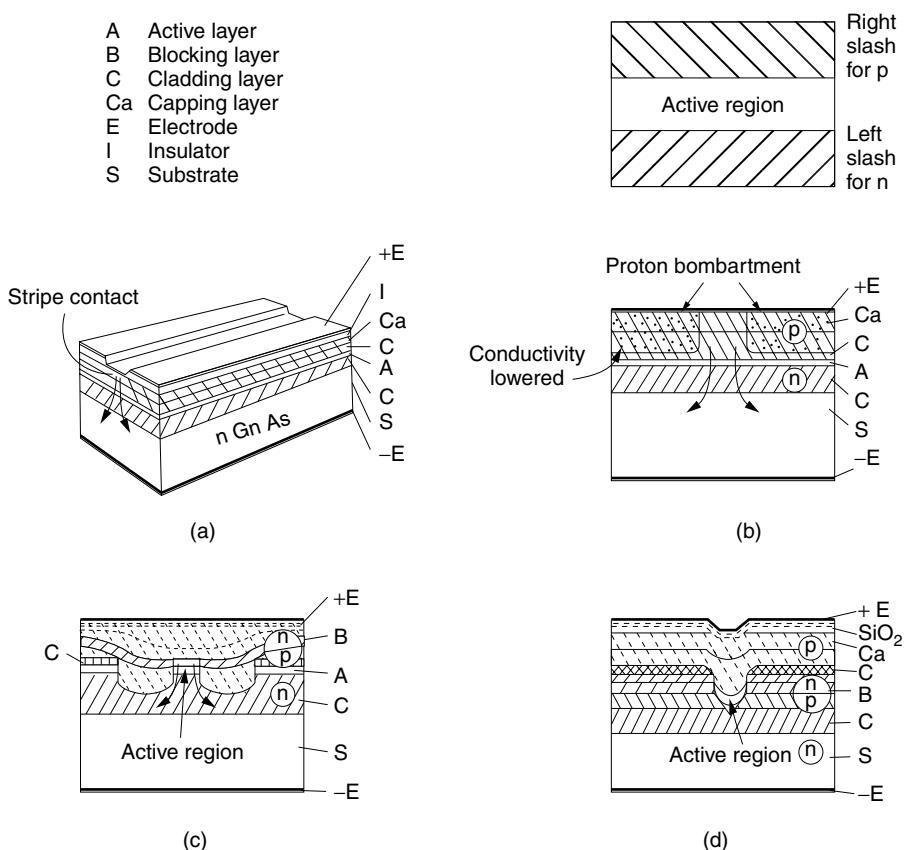 A Active layer
B Blocking layer
C Cladding layer
Ca Capping layer
E Electrode
I Insulator
S Substrate
Right
slash
for p
Active region
Left
slash
for n
Stripe contact
+E
I
Ca
C
A
C
S
–E
n Gn As
(a)
Proton bombartment
+E
Ca
p
C
Conductivity
lowered
A
n
C
S
–E
(b)
+E
n
B
p
C
A
n
C
Active region
S
–E
(c)
+ E
SiO2
p
Ca
C
n
B
p
C
Active region
n
S
–E
(d)